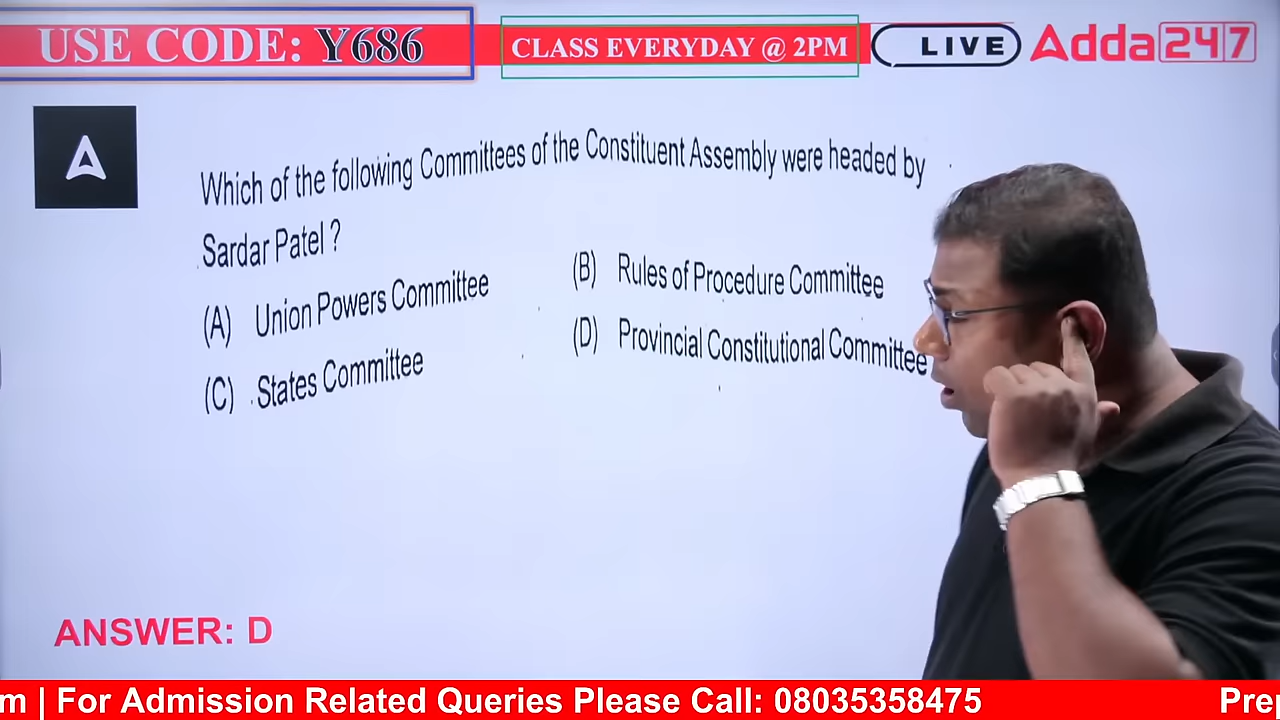 USE CODE: Y686
CLASS EVERYDAY @ 2PM
LIVE
Adda247
Which of the following Committees of the Constituent Assembly were headed by
Sardar Patel ?
(A) Union Powers Committee
(B) Rules of Procedure Committee
(C) States Committee
(D) Provincial Constitutional Committee
ANSWER: D
m | For Admission Related Queries Please Call: 08035358475
Pre